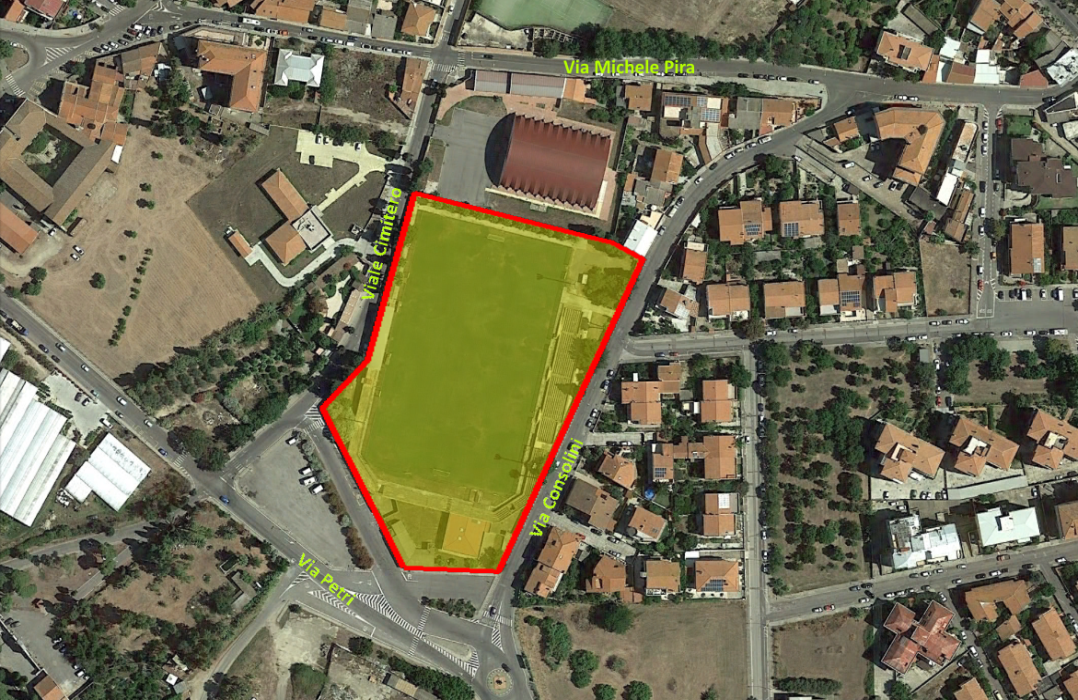 Via Michele Pira
Viale Cimitero
Via Consolini
Via Petri